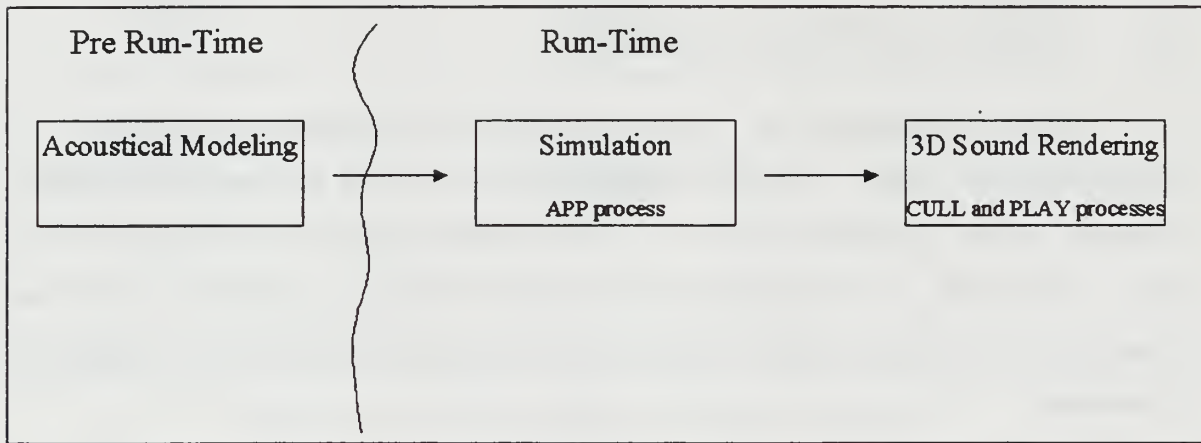 Pre Run-Time
Run-Time
Acoustical Modeling
Simulation
APP process
3D Sound Rendering
CULL and PLAY processes